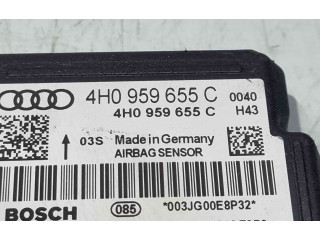 4H0 959 655 C 0040
4H0 959 655 C H43
03S Made in Germany
AIRBAG SENSOR
BOSCH 085 *003JG00E8P32*